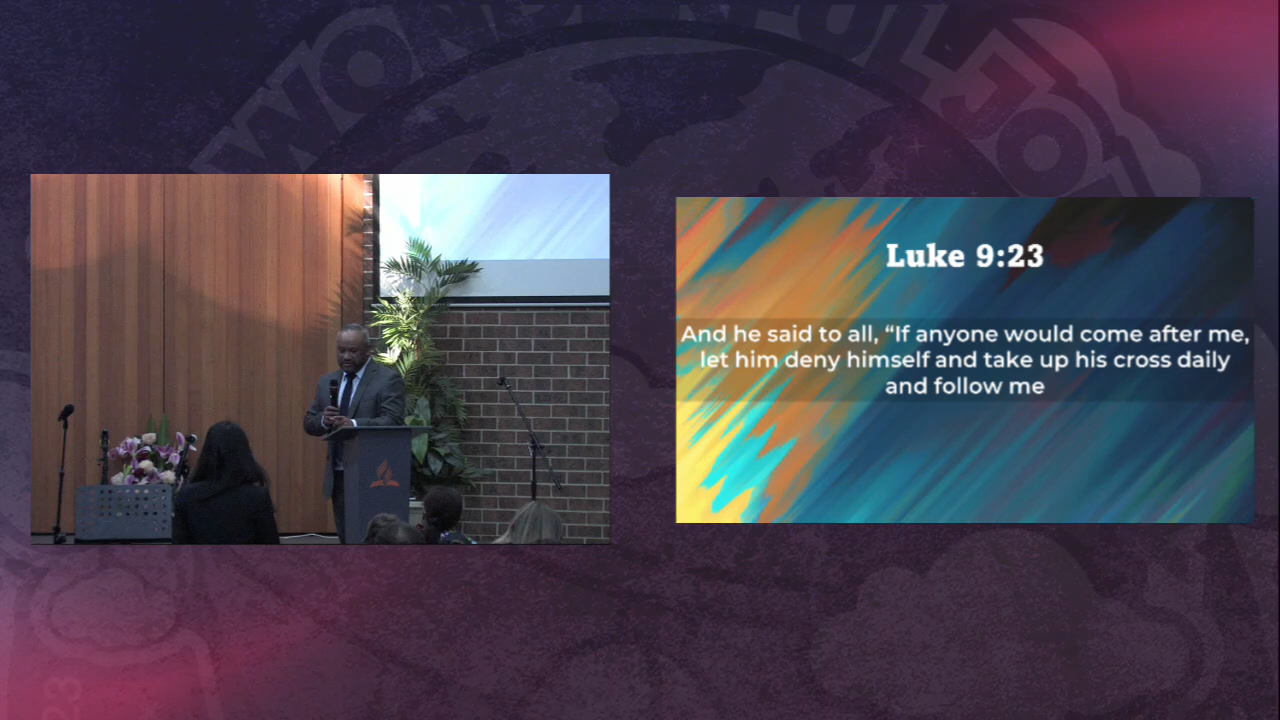 WONDERFUL
Luke 9:23
And he said to all, “If anyone would come after me,
let him deny himself and take up his cross daily
and follow me